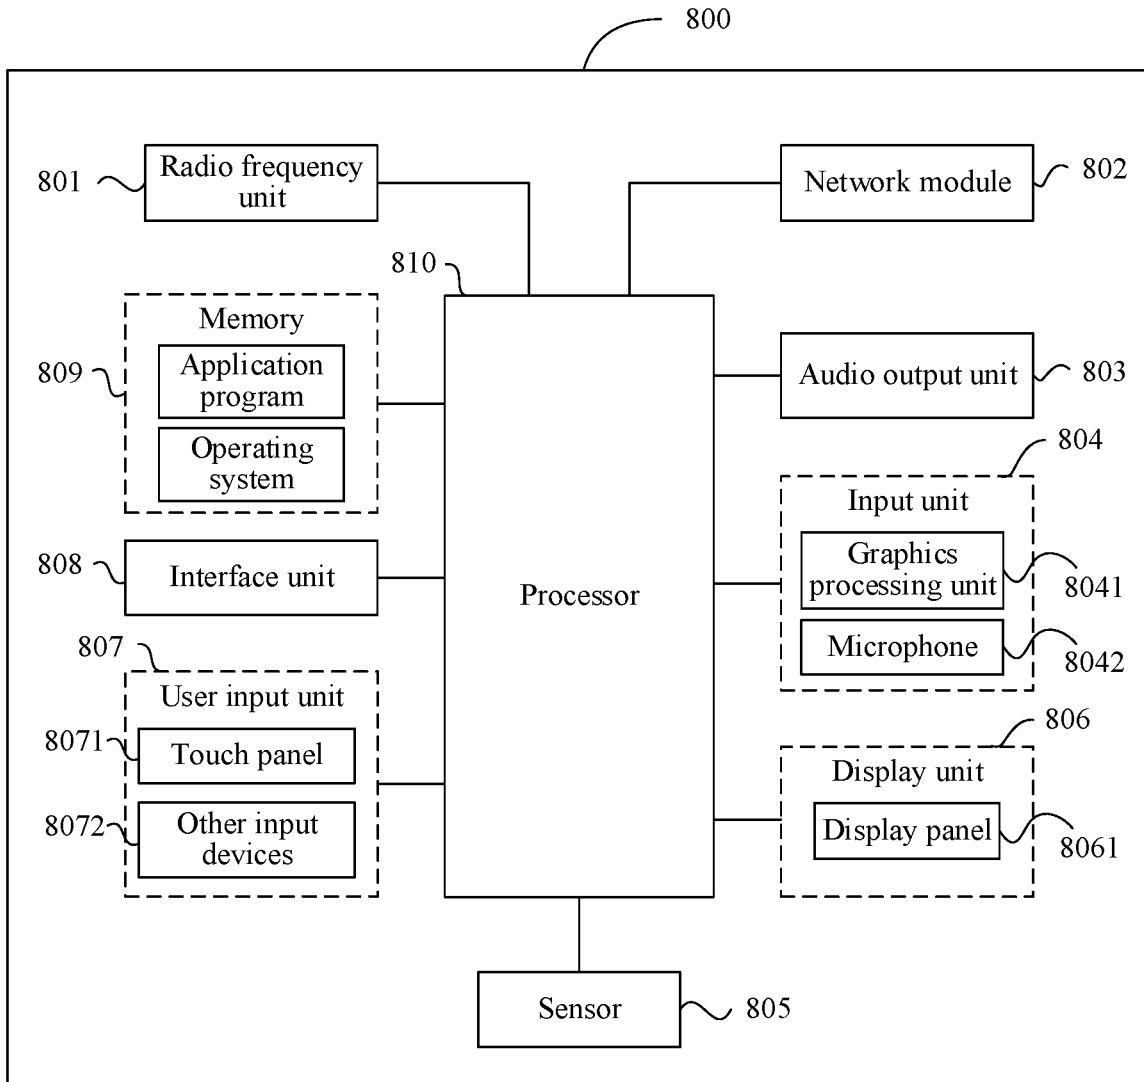 800
801
Radio frequency
unit
Network module
802
810
809
Memory
Application
program
Operating
system
Audio output unit
803
804
Input unit
Graphics
processing unit
8041
Microphone
8042
808
Interface unit
Processor
807
User input unit
8071
Touch panel
8072
Other input
devices
806
Display unit
Display panel
8061
Sensor
805